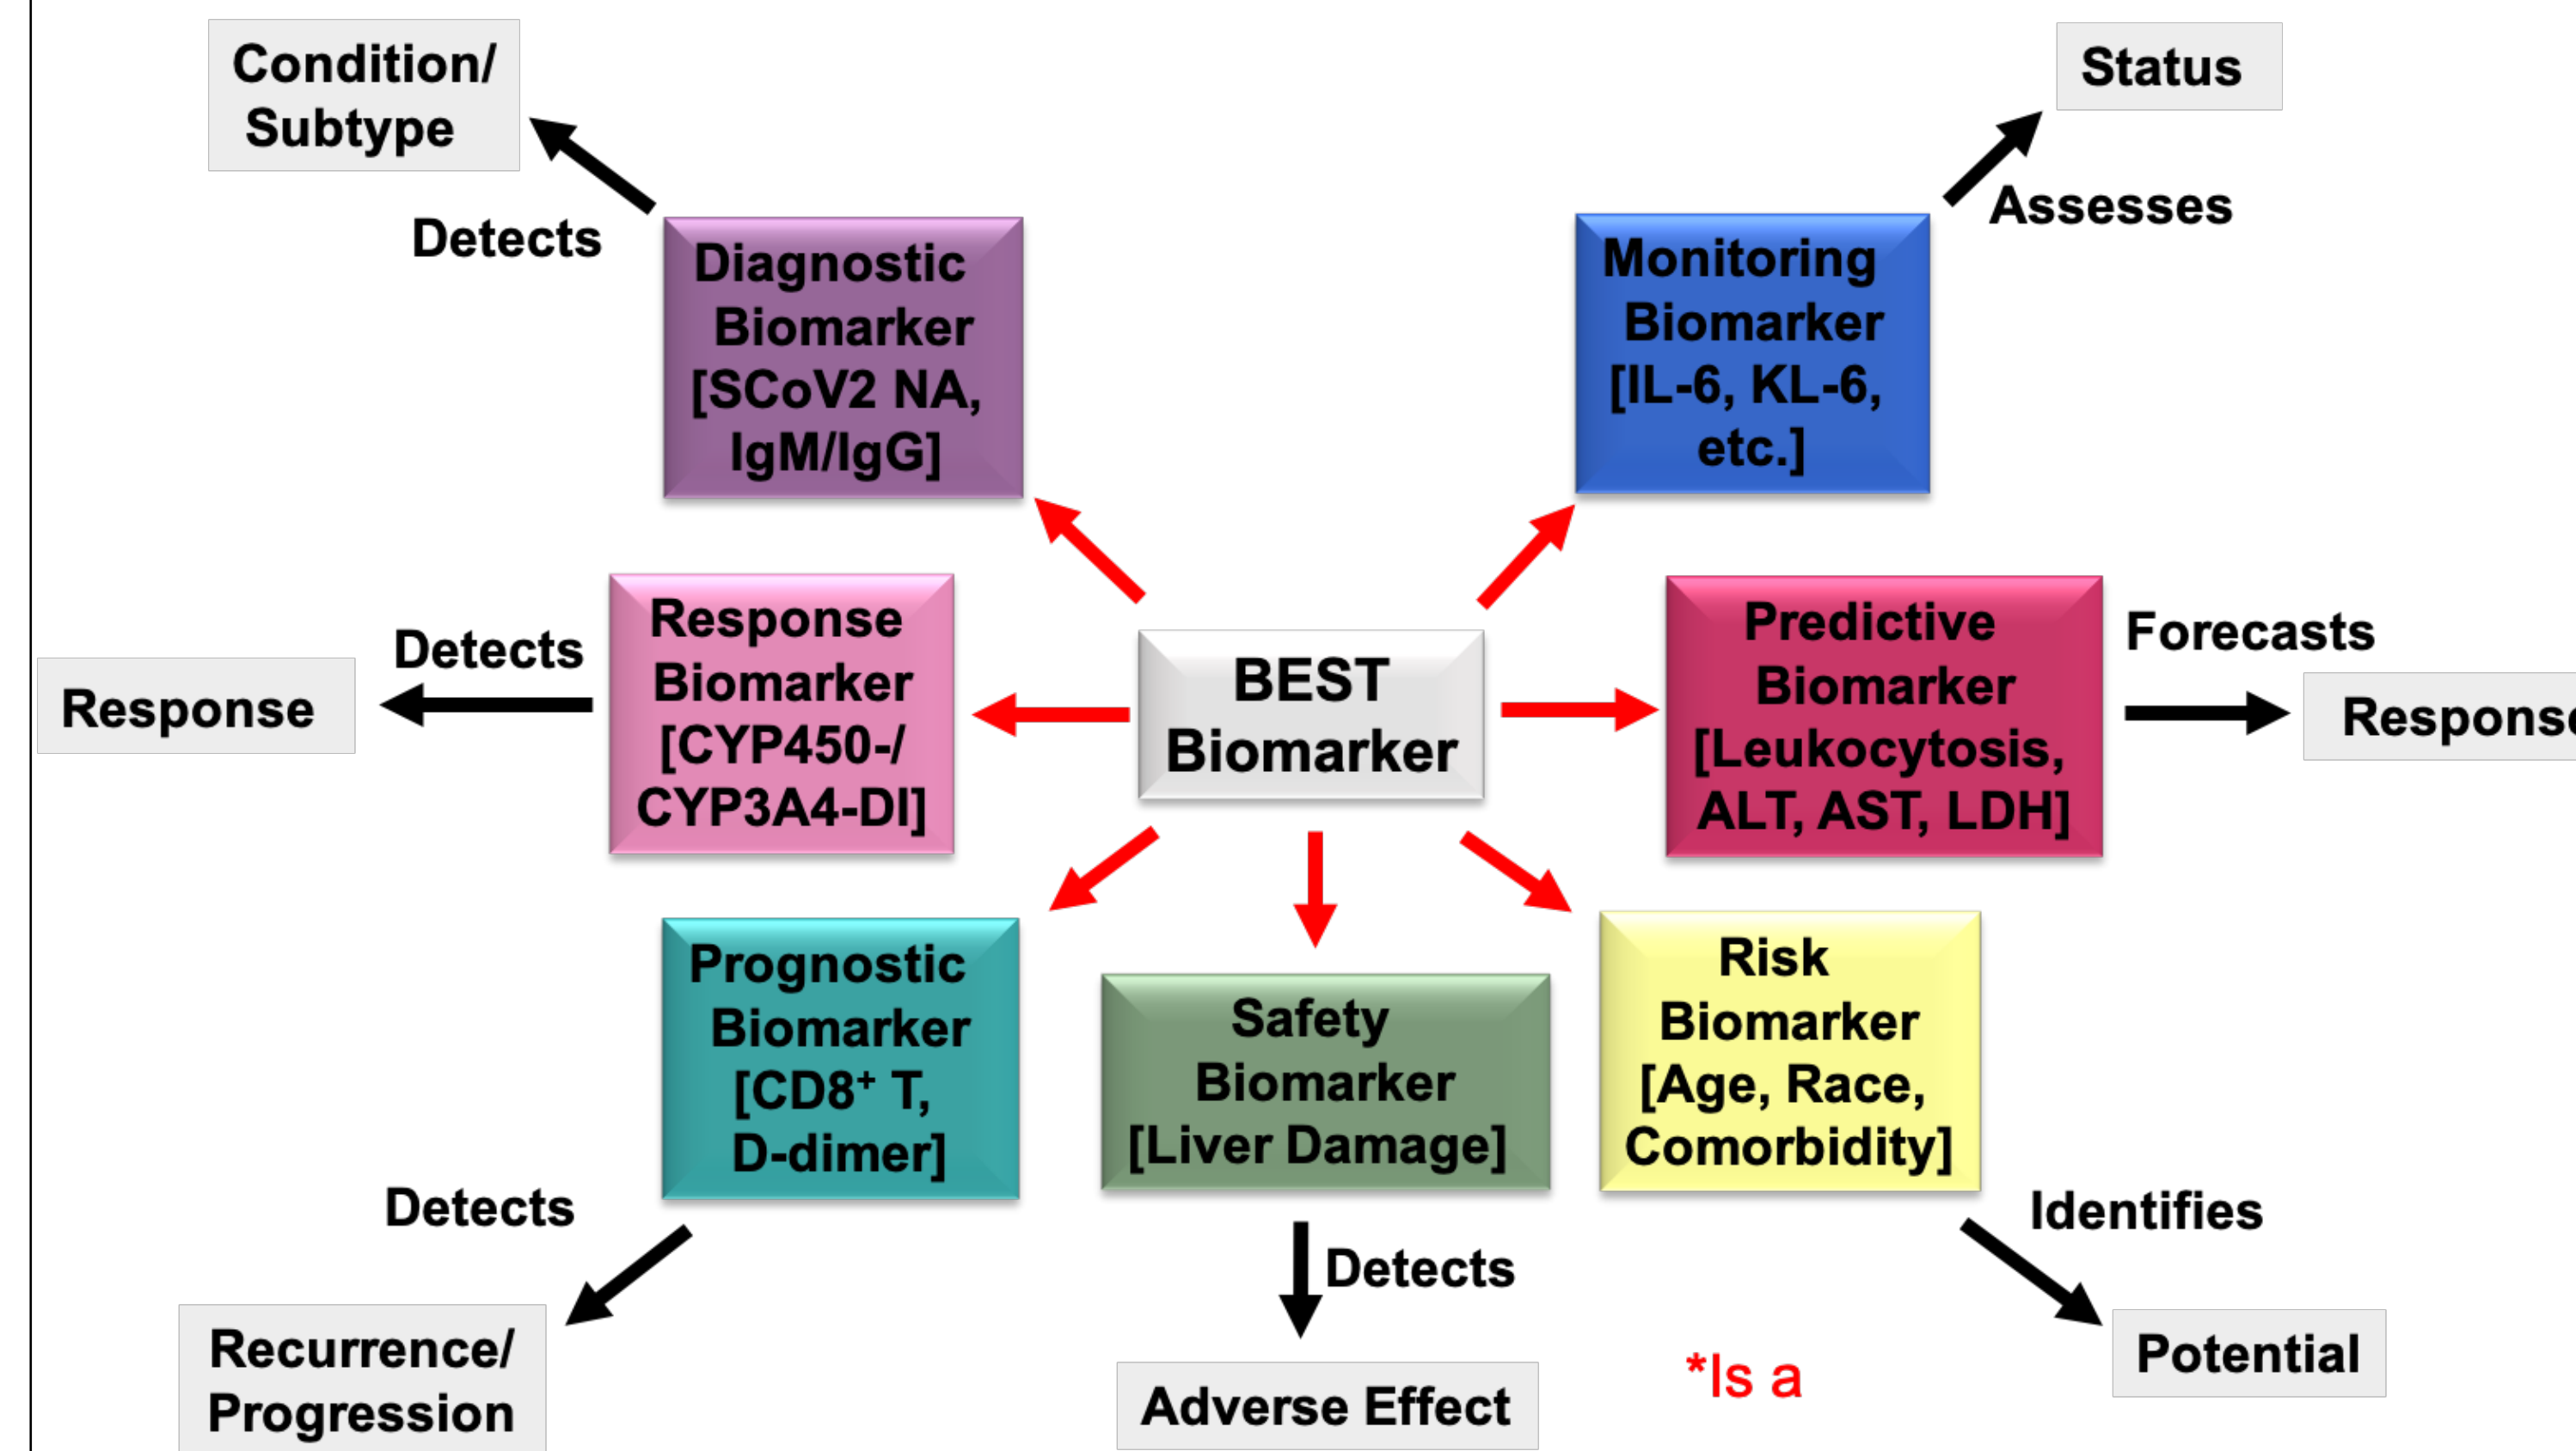 Condition/
Subtype
Status
Detects
Assesses
Diagnostic
Biomarker
[SCoV2 NA,
IgM/IgG]
Monitoring
Biomarker
[IL-6, KL-6,
etc.]
Response
Detects
Response
Biomarker
[CYP450-/
CYP3A4-DI]
BEST
Biomarker
Predictive
Biomarker
[Leukocytosis,
ALT, AST, LDH]
Forecasts
Response
Prognostic
Biomarker
[CD8⁺ T,
D-dimer]
Safety
Biomarker
[Liver Damage]
Risk
Biomarker
[Age, Race,
Comorbidity]
Detects
Detects
Identifies
Recurrence/
Progression
Adverse Effect
*Is a
Potential